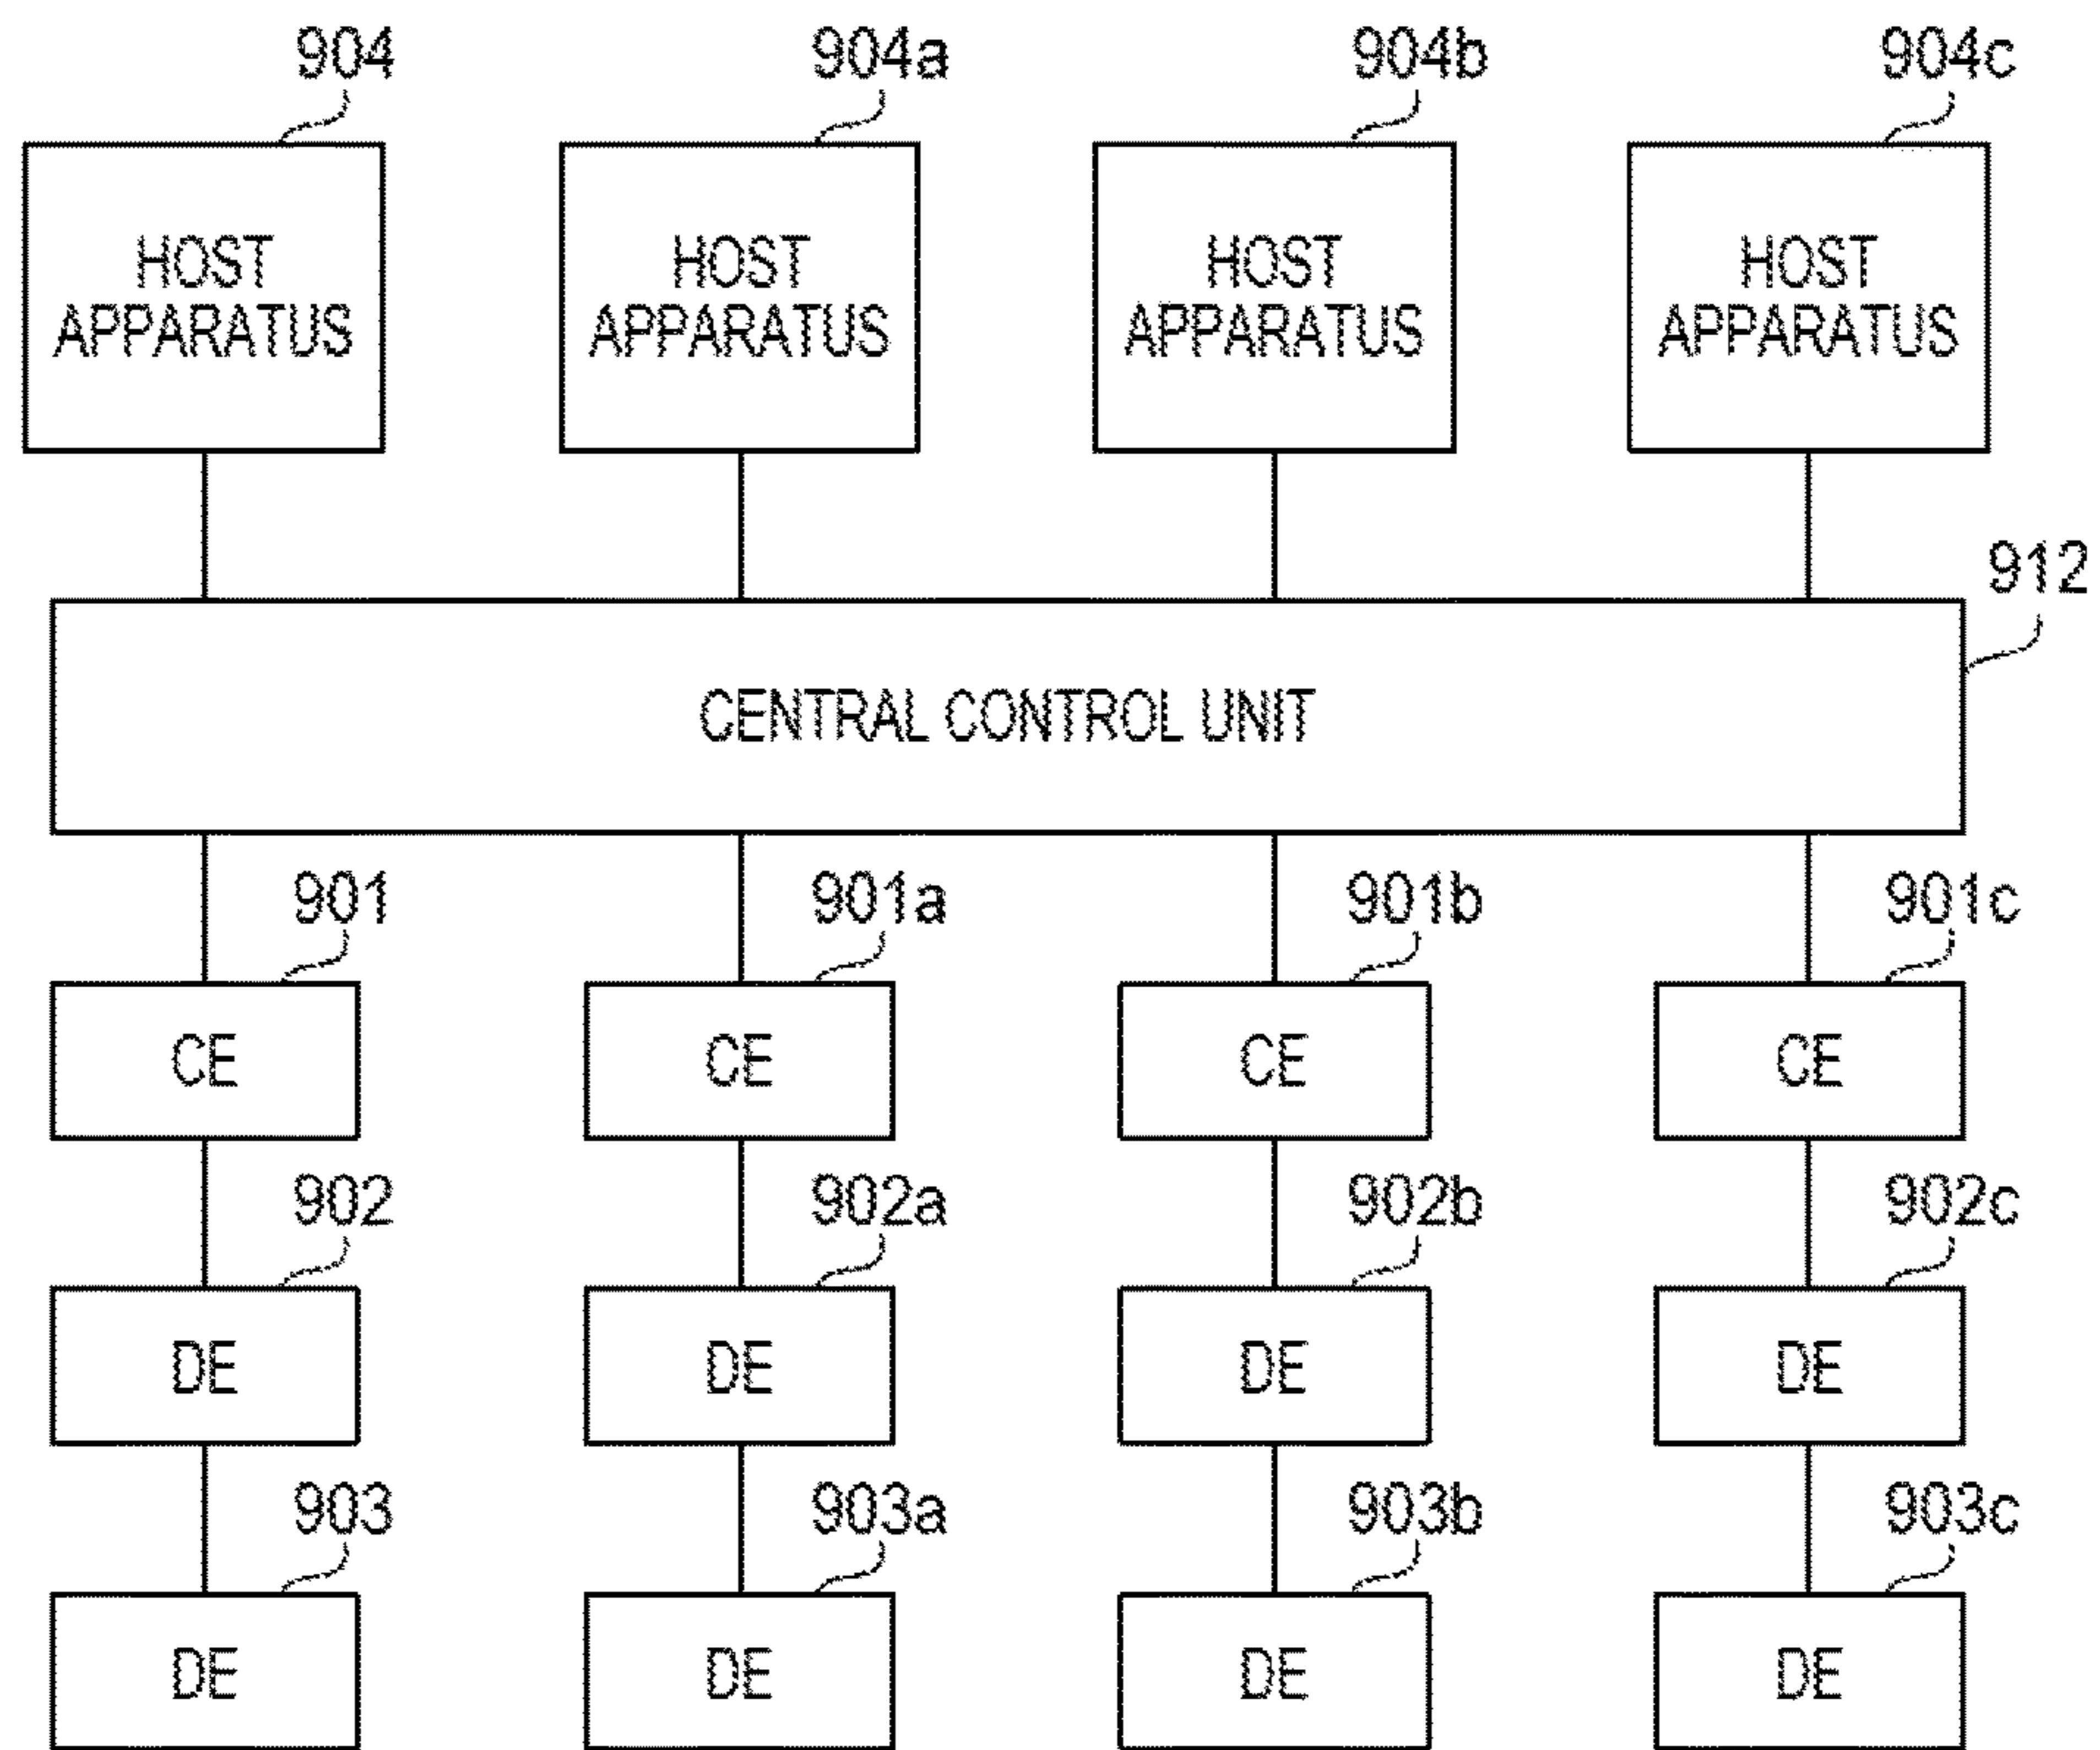 904 904a 904b 904c
HOST HOST HOST HOST
APPARATUS APPARATUS APPARATUS APPARATUS
912
CENTRAL CONTROL UNIT
901 901a 901b 901c
CE CE CE CE
902 902a 902b 902c
DE DE DE DE
903 903a 903b 903c
DE DE DE DE